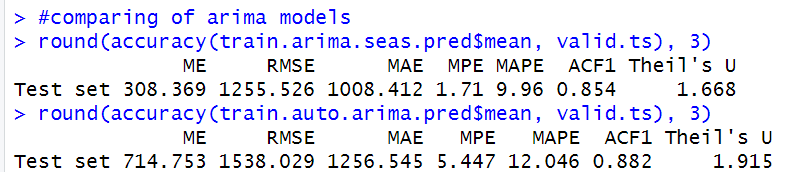 > #comparing of arima models
> round(accuracy(train.arima.seas.pred$mean, valid.ts), 3)
ME RMSE MAE MPE MAPE ACF1 Theil's U
Test set 308.369 1255.526 1008.412 1.71 9.96 0.854 1.668
> round(accuracy(train.auto.arima.pred$mean, valid.ts), 3)
ME RMSE MAE MPE MAPE ACF1 Theil's U
Test set 714.753 1538.029 1256.545 5.447 12.046 0.882 1.915